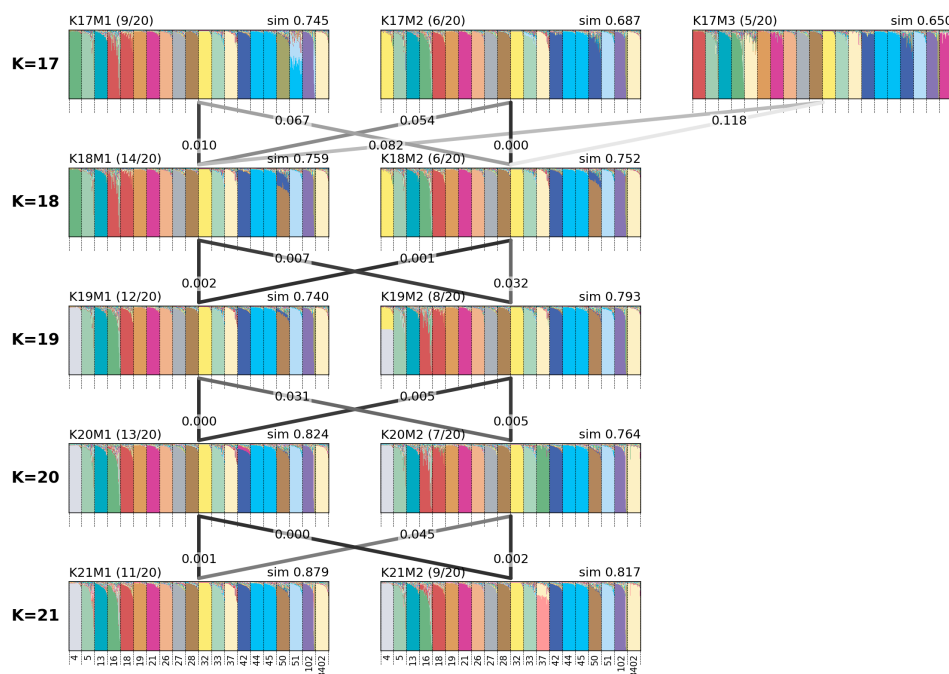 K17M1 (9/20) sim 0.745 K17M2 (6/20) sim 0.687 K17M3 (5/20) sim 0.650
K=17
0.067 0.054 0.118
0.010 0.082 0.000
K18M1 (14/20) sim 0.759 K18M2 (6/20) sim 0.752
K=18
0.007 0.001
0.002 0.032
K19M1 (12/20) sim 0.740 K19M2 (8/20) sim 0.793
K=19
0.031 0.005
0.000 0.005
K20M1 (13/20) sim 0.824 K20M2 (7/20) sim 0.764
K=20
0.000 0.045
0.001 0.002
K21M1 (11/20) sim 0.879 K21M2 (9/20) sim 0.817
K=21
4 5 13 16 18 19 21 26 27 28 32 33 37 42 44 45 50 51 102 4 5 13 16 18 19 21 26 27 28 32 33 37 42 44 45 50 51 102